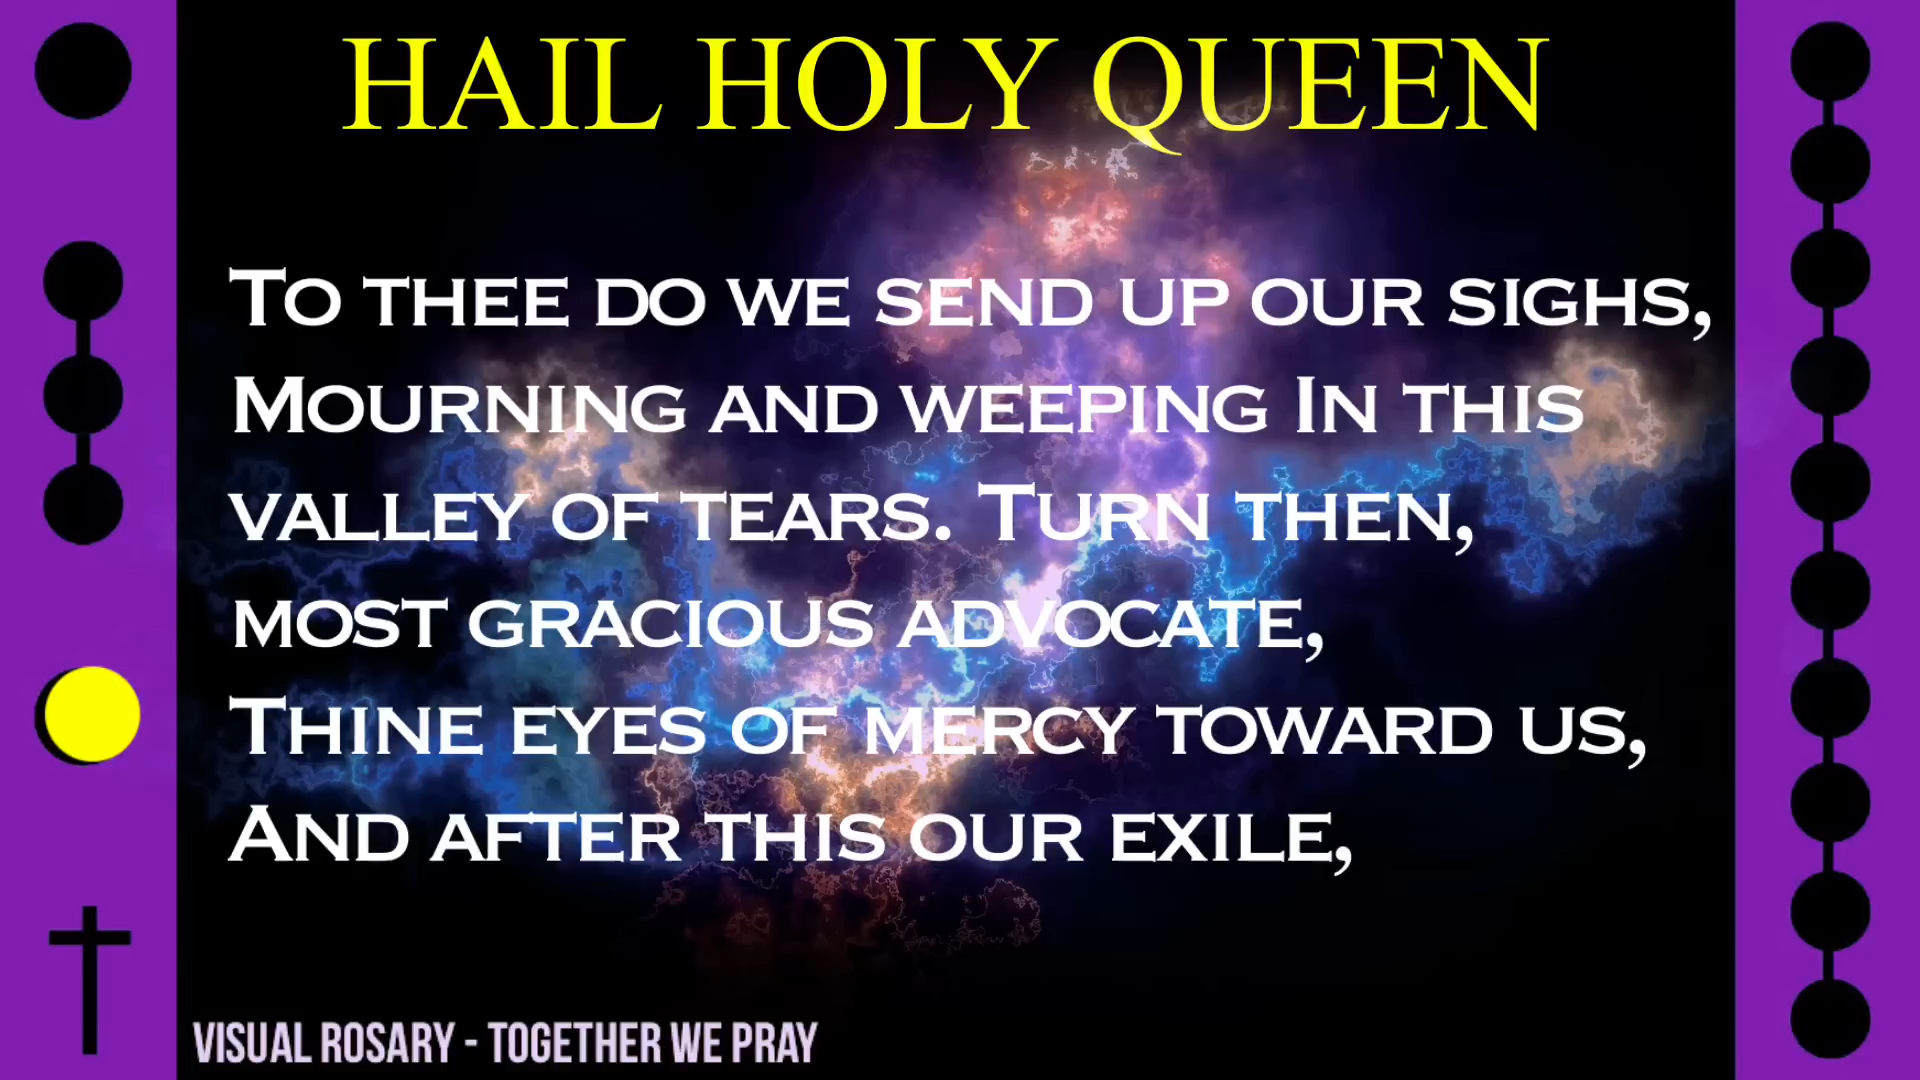 HAIL HOLY QUEEN
To thee do we send up our sighs,
Mourning and weeping In this
valley of tears. Turn then,
most gracious advocate,
Thine eyes of mercy toward us,
And after this our exile,
VISUAL ROSARY - TOGETHER WE PRAY